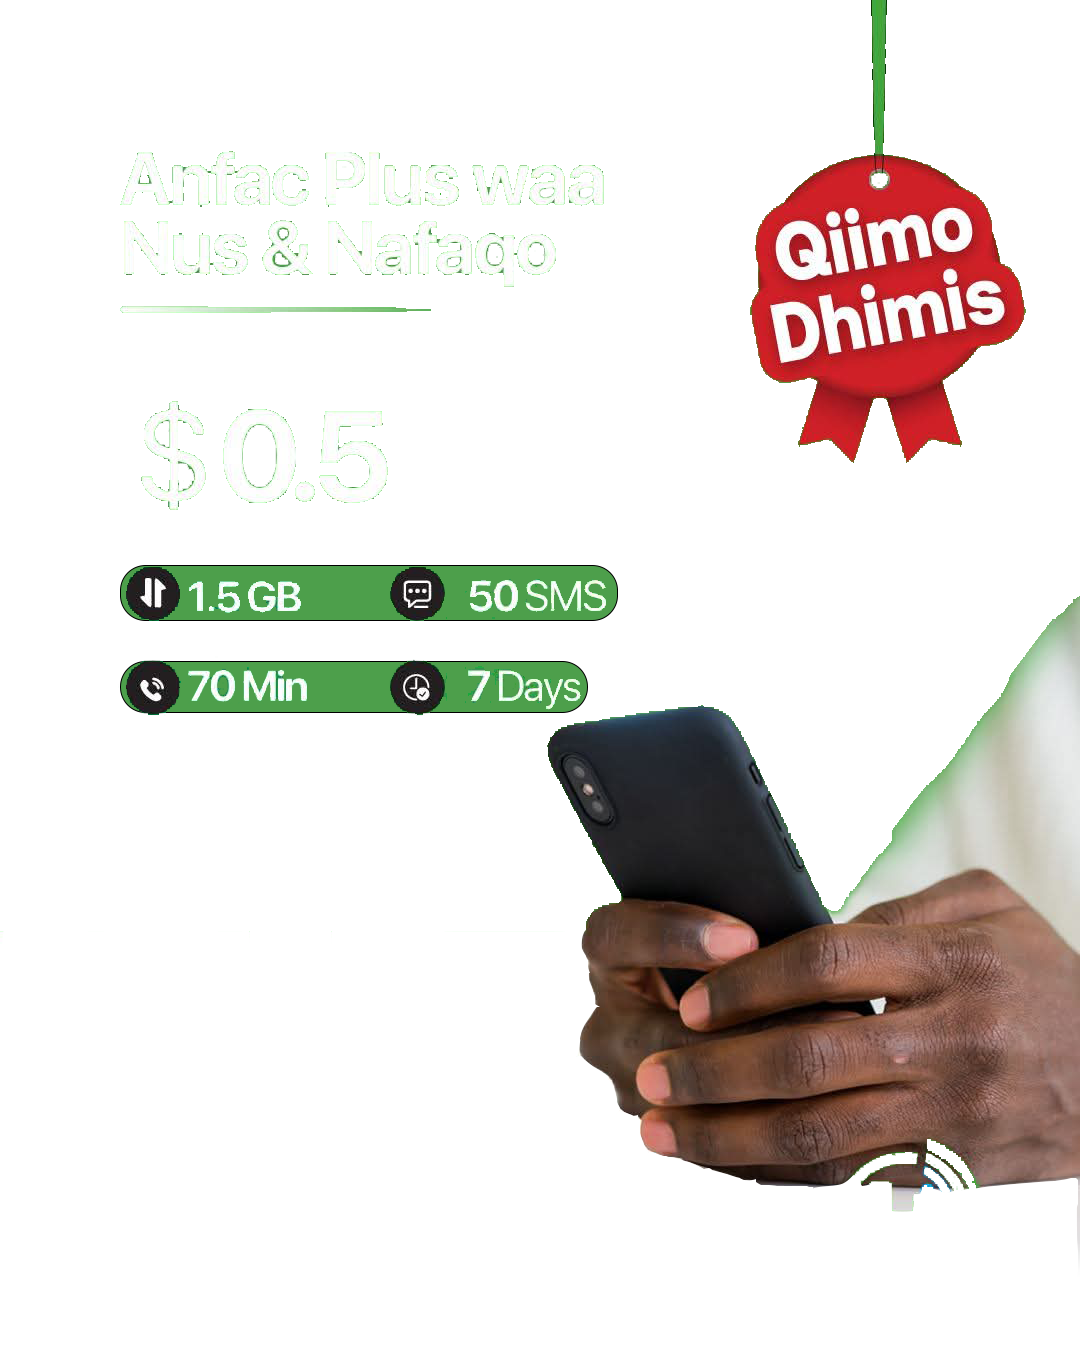 Anfac Plus waa
Nus & Nafaqo
Qiimo
Dhimis
$0.5
1.5 GB
50 SMS
70 Min
7 Days